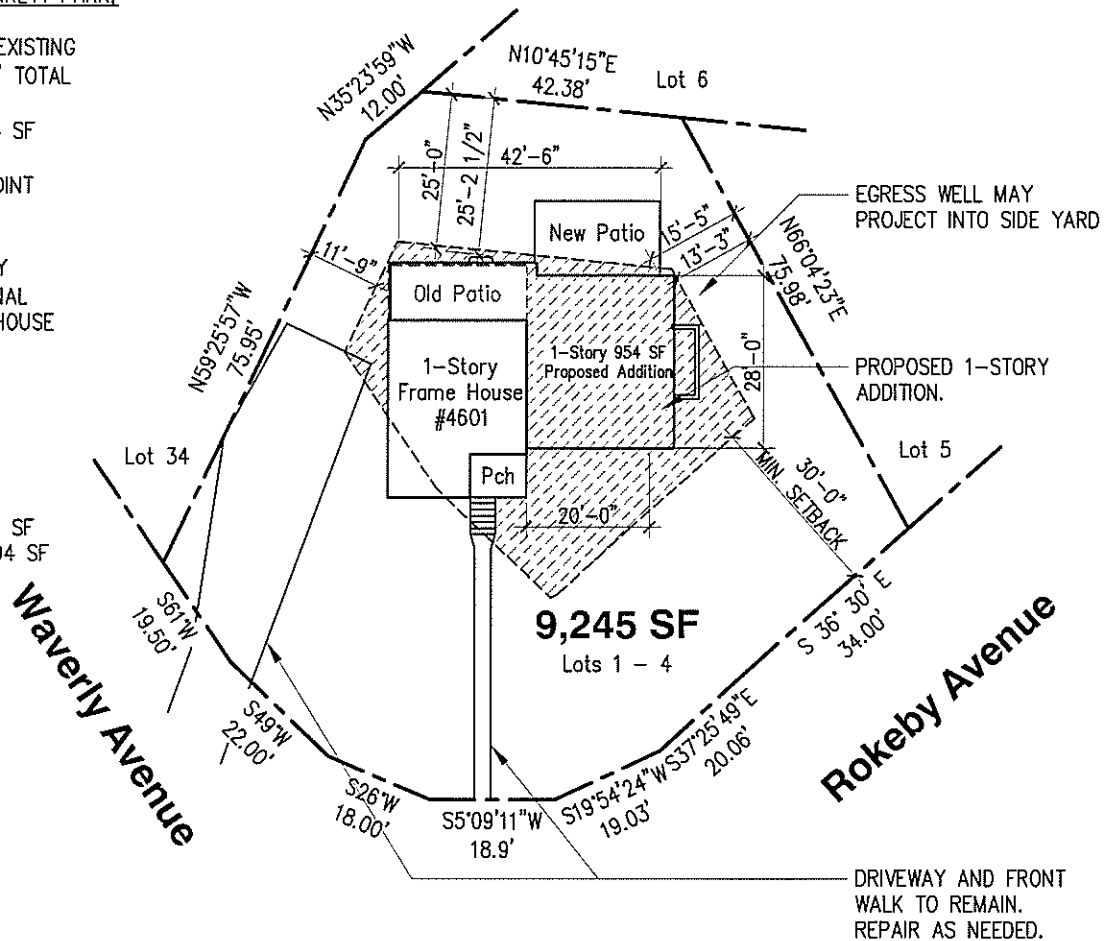 EXISTING
TOTAL
SF
OINT
Y
NAL
HOUSE
SF
04 SF
N35°23'59"W
12.00'
N10°45'15"E
42.38'
Lot 6
25'-0"
25'-2 1/2"
42'-6"
EGRESS WELL MAY
PROJECT INTO SIDE YARD
New Patio
15'-5"
13'-3"
N66°04'23"E
75.98'
11'-9"
Old Patio
N59°25'57"W
75.95'
1-Story
Frame House
#4601
1-Story 954 SF
Proposed Addition
28'-0"
PROPOSED 1-STORY
ADDITION.
Lot 34
Pch
20'-0"
30'-0"
MIN. SETBACK
Lot 5
S61°W
19.50'
9,245 SF
Lots 1 - 4
S 36° 30' E
34.00'
Waverly Avenue
S49°W
22.00'
S37°25'49"E
20.06'
Rokeby Avenue
S26°W
18.00'
S5°09'11"W
18.9'
S19°54'24"W
19.03'
DRIVEWAY AND FRONT
WALK TO REMAIN.
REPAIR AS NEEDED.